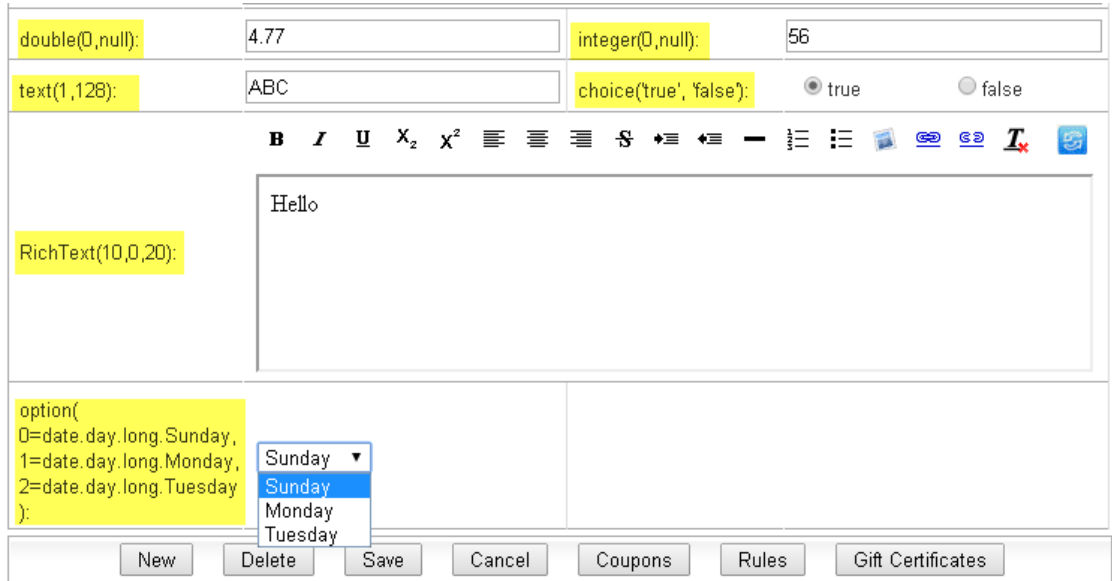 double(0,null): 4.77 integer(0,null): 56
text(1,128): ABC choice('true', 'false'): true false
B I U X₂ X² S T
Hello
RichText(10,0,20):
option(
0=date.day.long.Sunday,
1=date.day.long.Monday,
2=date.day.long.Tuesday
):
Sunday
Sunday
Monday
Tuesday
New Delete Save Cancel Coupons Rules Gift Certificates